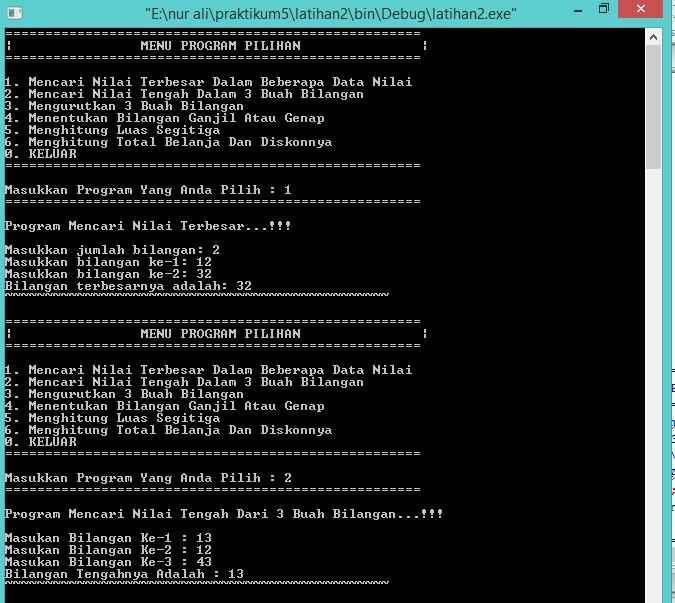 "E:\nur ali\praktikum5\latihan2\bin\Debug\latihan2.exe"
====================================================
¦                MENU PROGRAM PILIHAN               ¦
====================================================
1. Mencari Nilai Terbesar Dalam Beberapa Data Nilai
2. Mencari Nilai Tengah Dalam 3 Buah Bilangan
3. Mengurutkan 3 Buah Bilangan
4. Menentukan Bilangan Ganjil Atau Genap
5. Menghitung Luas Segitiga
6. Menghitung Total Belanja Dan Diskonnya
0. KELUAR
====================================================
Masukkan Program Yang Anda Pilih : 1
====================================================
Program Mencari Nilai Terbesar...!!!
Masukkan jumlah bilangan: 2
Masukkan bilangan ke-1: 12
Masukkan bilangan ke-2: 32
Bilangan terbesarnya adalah: 32
~~~~~~~~~~~~~~~~~~~~~~~~~~~~~~~~~~~~~~~~~~~~~~~~
====================================================
¦                MENU PROGRAM PILIHAN               ¦
====================================================
1. Mencari Nilai Terbesar Dalam Beberapa Data Nilai
2. Mencari Nilai Tengah Dalam 3 Buah Bilangan
3. Mengurutkan 3 Buah Bilangan
4. Menentukan Bilangan Ganjil Atau Genap
5. Menghitung Luas Segitiga
6. Menghitung Total Belanja Dan Diskonnya
0. KELUAR
====================================================
Masukkan Program Yang Anda Pilih : 2
====================================================
Program Mencari Nilai Tengah Dari 3 Buah Bilangan...!!!
Masukan Bilangan Ke-1 : 13
Masukan Bilangan Ke-2 : 12
Masukan Bilangan Ke-3 : 43
Bilangan Tengahnya Adalah : 13
~~~~~~~~~~~~~~~~~~~~~~~~~~~~~~~~~~~~~~~~~~~~~~~~